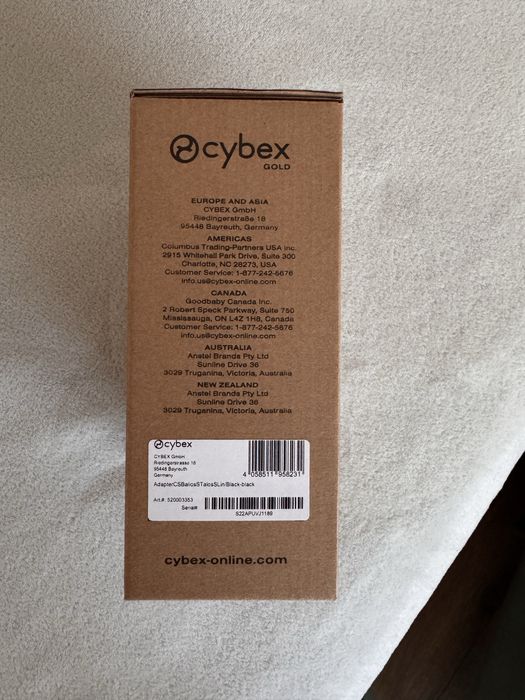 cybex
GOLD
EUROPE AND ASIA
CYBEX GmbH
Riedingerstraße 18
95448 Bayreuth, Germany
AMERICAS
Columbus Trading-Partners USA Inc.
2915 Whitehall Park Drive, Suite 300
Charlotte, NC 28273, USA
Customer Service: 1-877-242-5676
info.us@cybex-online.com
CANADA
Goodbaby Canada Inc.
2 Robert Speck Parkway, Suite 750
Mississauga, ON L4Z 1H8, Canada
Customer Service: 1-877-242-5676
info.us@cybex-online.com
AUSTRALIA
Anstel Brands Pty Ltd
Sunline Drive 36
3029 Truganina, Victoria, Australia
NEW ZEALAND
Anstel Brands Pty Ltd
Sunline Drive 36
3029 Truganina, Victoria, Australia
cybex
CYBEX GmbH
Riedingerstrasse 18
95448 Bayreuth
Germany
4 058511 958231
AdapterCSBaliosSTalosSLin/Black-black
Art.#: 520003353
Serial#
S22APUVJ1189
cybex-online.com